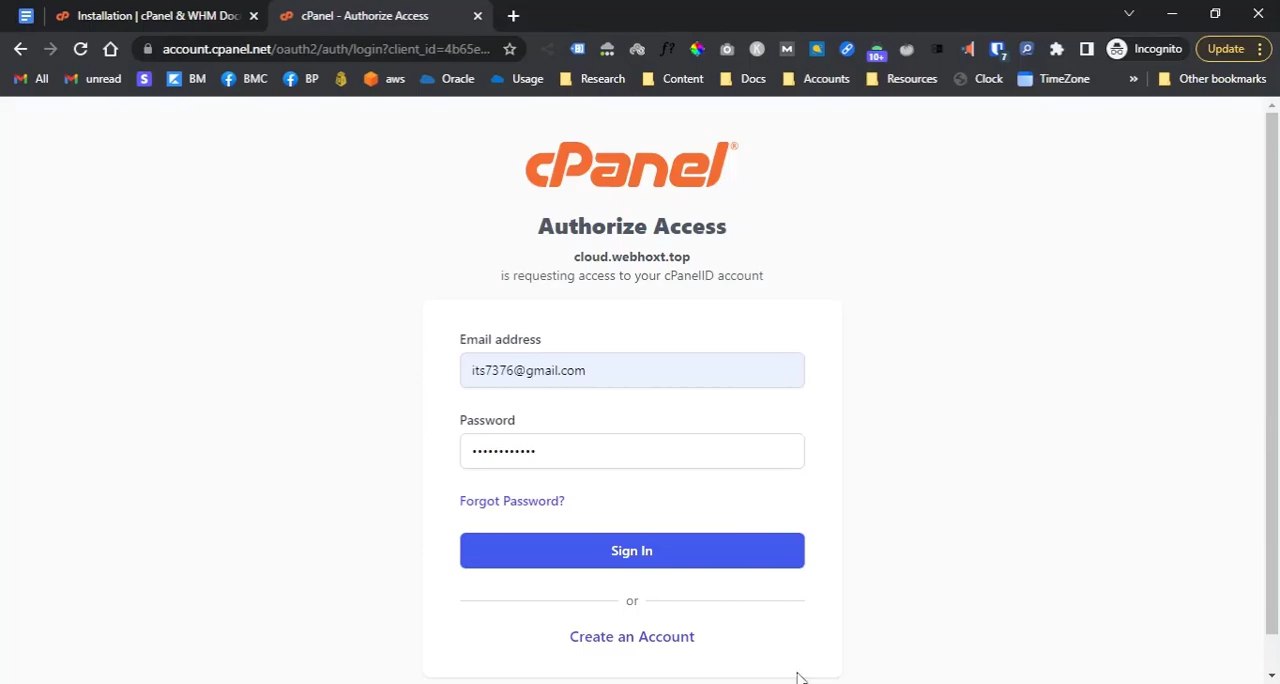 Installation | cPanel & WHM Doc
cPanel - Authorize Access
account.cpanel.net/oauth2/auth/login?client_id=4b65e...
10+
7
Incognito
Update
All
unread
S
BM
BMC
BP
aws
Oracle
Usage
Research
Content
Docs
Accounts
Resources
Clock
TimeZone
»
Other bookmarks
cPanel®
Authorize Access
cloud.webhoxt.top
is requesting access to your cPanelID account
Email address
its7376@gmail.com
Password
••••••••••••
Forgot Password?
Sign In
or
Create an Account